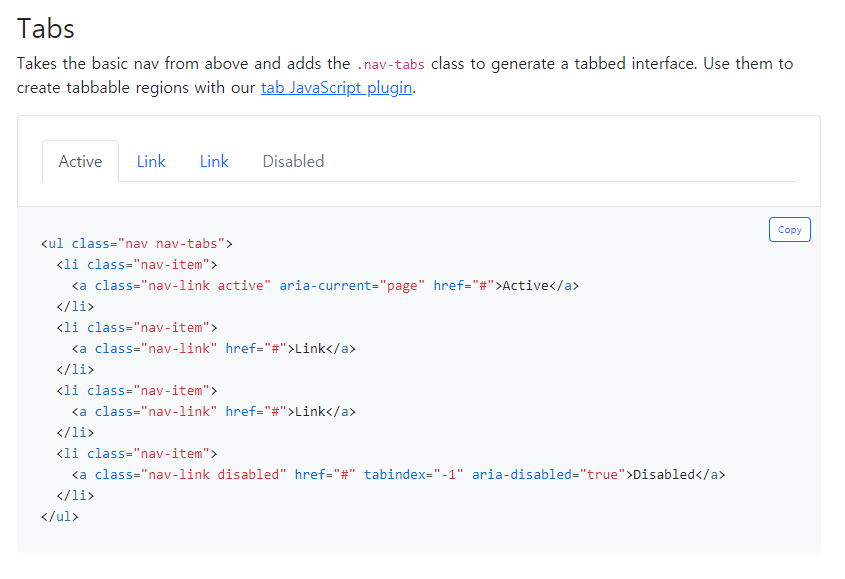 Tabs
Takes the basic nav from above and adds the .nav-tabs class to generate a tabbed interface. Use them to
create tabbable regions with our tab JavaScript plugin.
Active Link Link Disabled
Copy
<ul class="nav nav-tabs">
  <li class="nav-item">
    <a class="nav-link active" aria-current="page" href="#">Active</a>
  </li>
  <li class="nav-item">
    <a class="nav-link" href="#">Link</a>
  </li>
  <li class="nav-item">
    <a class="nav-link" href="#">Link</a>
  </li>
  <li class="nav-item">
    <a class="nav-link disabled" href="#" tabindex="-1" aria-disabled="true">Disabled</a>
  </li>
</ul>